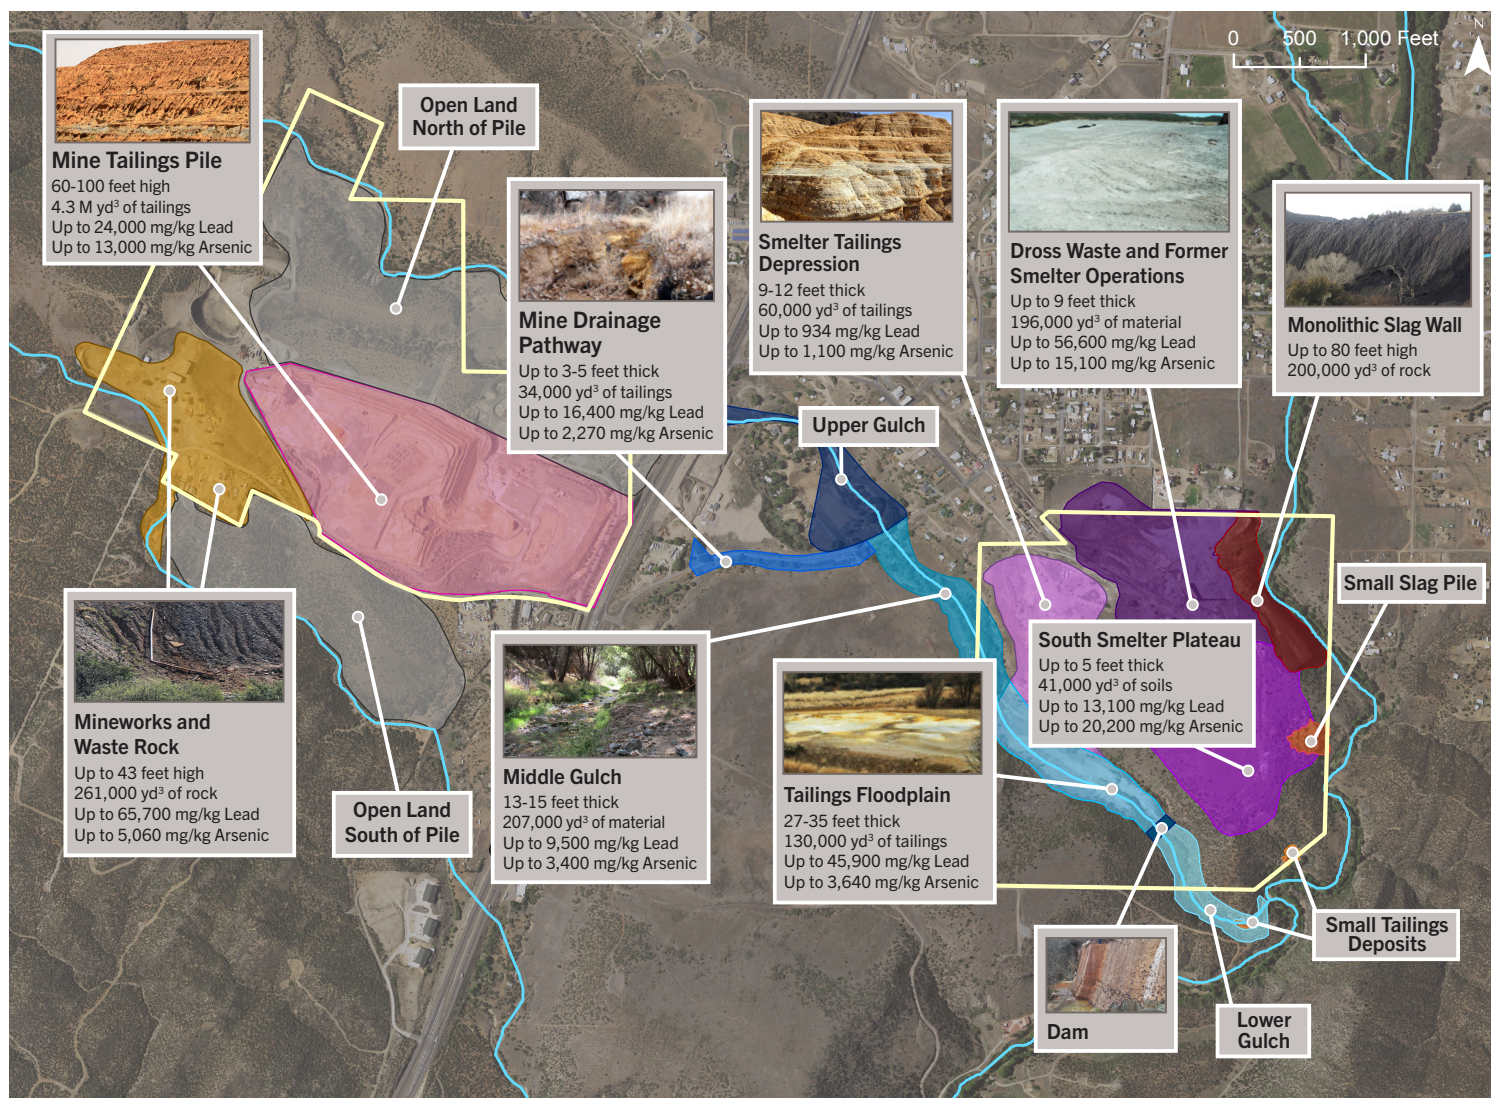 N
0 500 1,000 Feet
Mine Tailings Pile
60-100 feet high
4.3 M yd³ of tailings
Up to 24,000 mg/kg Lead
Up to 13,000 mg/kg Arsenic
Open Land
North of Pile
Mine Drainage
Pathway
Up to 3-5 feet thick
34,000 yd³ of tailings
Up to 16,400 mg/kg Lead
Up to 2,270 mg/kg Arsenic
Smelter Tailings
Depression
9-12 feet thick
60,000 yd³ of tailings
Up to 934 mg/kg Lead
Up to 1,100 mg/kg Arsenic
Dross Waste and Former
Smelter Operations
Up to 9 feet thick
196,000 yd³ of material
Up to 56,600 mg/kg Lead
Up to 15,100 mg/kg Arsenic
Monolithic Slag Wall
Up to 80 feet high
200,000 yd³ of rock
Upper Gulch
Small Slag Pile
South Smelter Plateau
Up to 5 feet thick
41,000 yd³ of soils
Up to 13,100 mg/kg Lead
Up to 20,200 mg/kg Arsenic
Mineworks and
Waste Rock
Up to 43 feet high
261,000 yd³ of rock
Up to 65,700 mg/kg Lead
Up to 5,060 mg/kg Arsenic
Open Land
South of Pile
Middle Gulch
13-15 feet thick
207,000 yd³ of material
Up to 9,500 mg/kg Lead
Up to 3,400 mg/kg Arsenic
Tailings Floodplain
27-35 feet thick
130,000 yd³ of tailings
Up to 45,900 mg/kg Lead
Up to 3,640 mg/kg Arsenic
Small Tailings
Deposits
Dam
Lower
Gulch